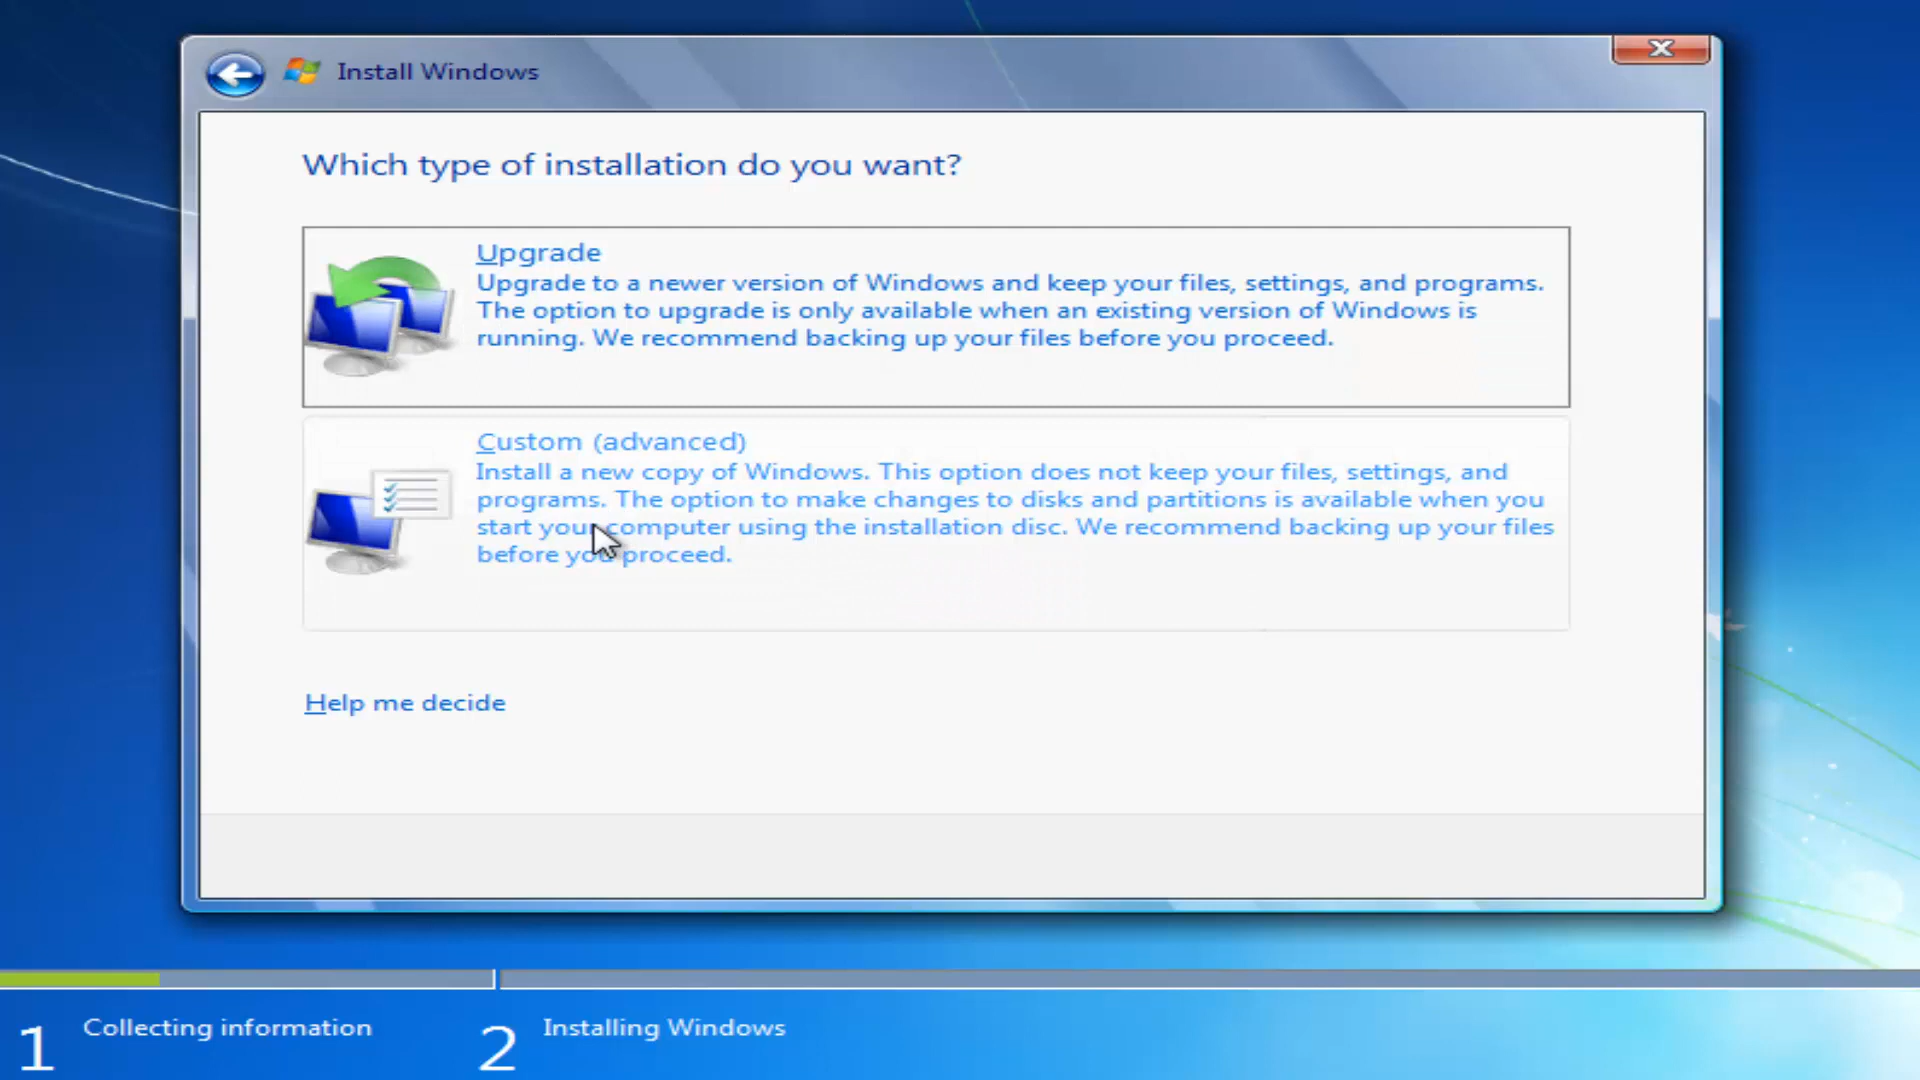 Install Windows
Which type of installation do you want?
Upgrade
Upgrade to a newer version of Windows and keep your files, settings, and programs.
The option to upgrade is only available when an existing version of Windows is
running. We recommend backing up your files before you proceed.
Custom (advanced)
Install a new copy of Windows. This option does not keep your files, settings, and
programs. The option to make changes to disks and partitions is available when you
start your computer using the installation disc. We recommend backing up your files
before you proceed.
Help me decide
1 Collecting information
2 Installing Windows